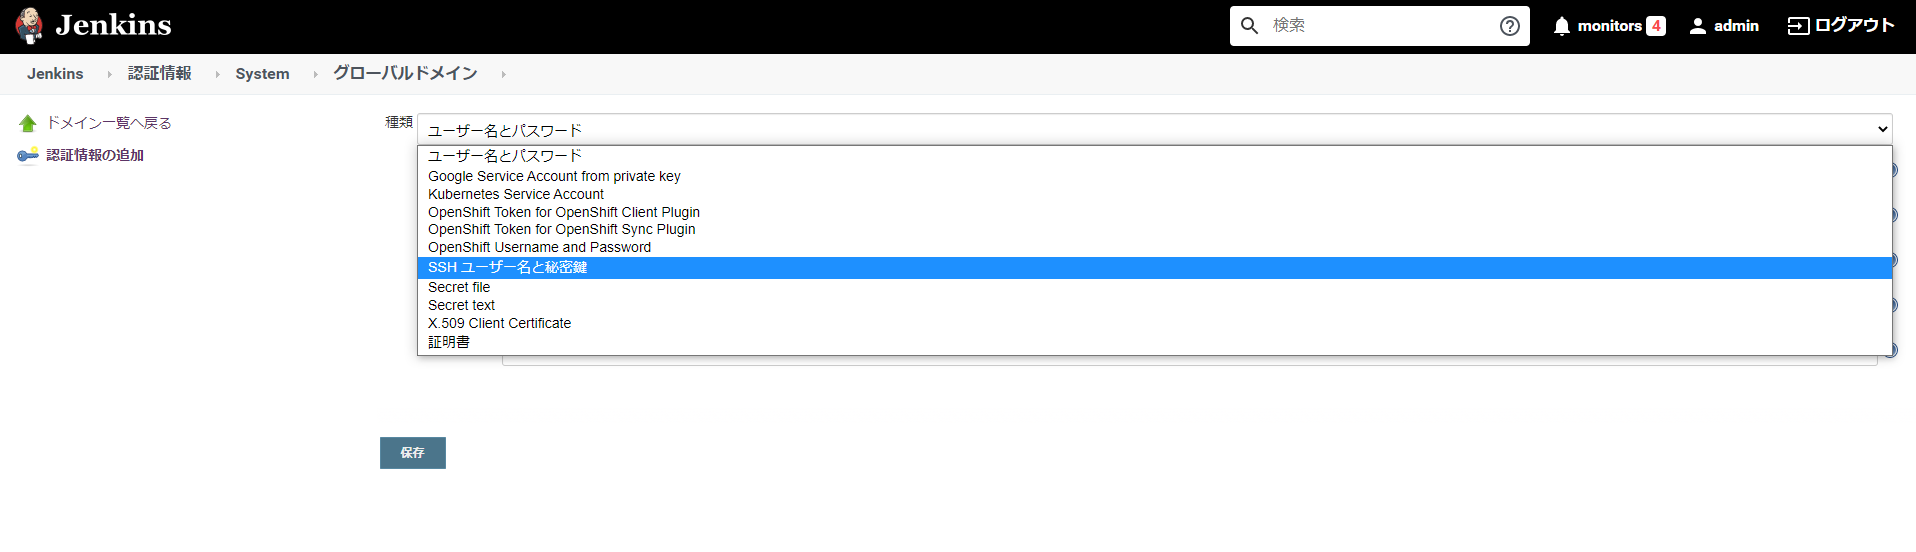 Jenkins
検索
monitors 4
admin
ログアウト
Jenkins 認証情報 System グローバルドメイン
ドメイン一覧へ戻る
認証情報の追加
種類
ユーザー名とパスワード
ユーザー名とパスワード
Google Service Account from private key
Kubernetes Service Account
OpenShift Token for OpenShift Client Plugin
OpenShift Token for OpenShift Sync Plugin
OpenShift Username and Password
SSH ユーザー名と秘密鍵
Secret file
Secret text
X.509 Client Certificate
証明書
保存